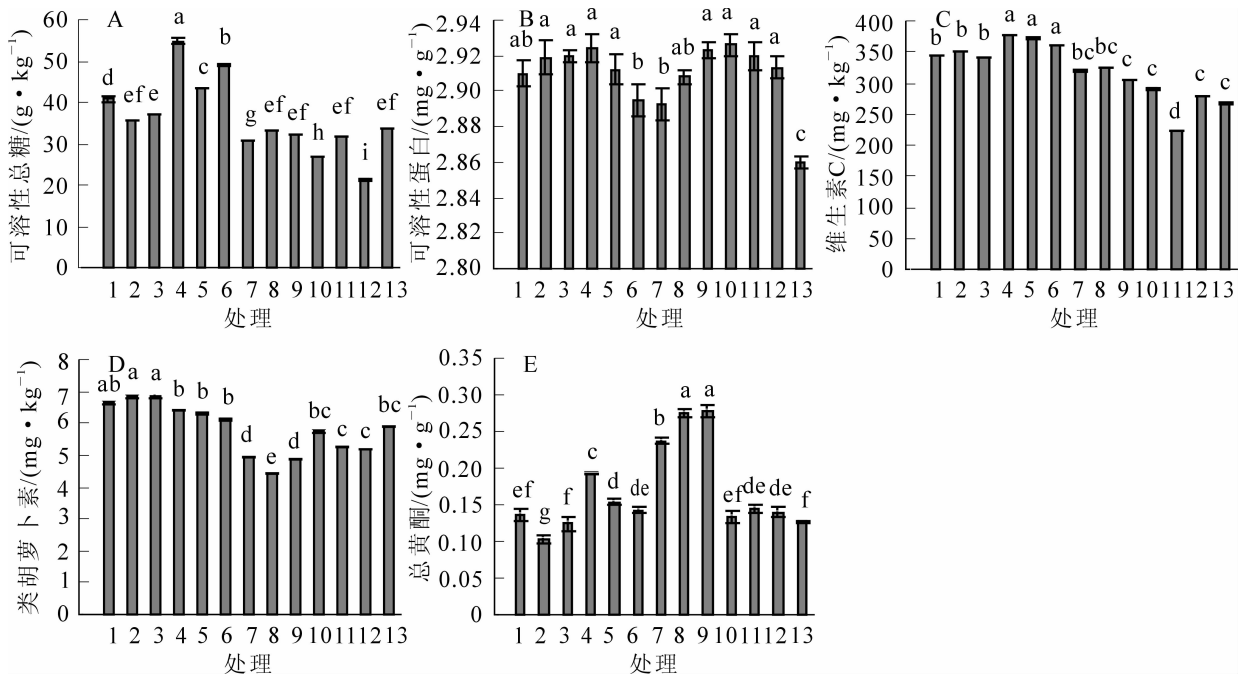 A
可溶性总糖/(g·kg⁻¹)
60
50
40
30
20
10
0
d ef e a c b g ef ef h ef i ef
1 2 3 4 5 6 7 8 9 10 11 12 13
处理
B
可溶性蛋白/(mg·g⁻¹)
2.94
2.92
2.90
2.88
2.86
2.84
2.82
2.80
ab a a a a b b ab a a a a c
1 2 3 4 5 6 7 8 9 10 11 12 13
处理
C
维生素C/(mg·kg⁻¹)
400
350
300
250
200
150
100
50
0
b b b a a a bc bc c c d c c
1 2 3 4 5 6 7 8 9 10 11 12 13
处理
D
类胡萝卜素/(mg·kg⁻¹)
8
7
6
5
4
3
2
1
0
ab a a b b b d e d bc c c bc
1 2 3 4 5 6 7 8 9 10 11 12 13
处理
E
总黄酮/(mg·g⁻¹)
0.35
0.30
0.25
0.20
0.15
0.10
0.05
0
ef g f c d de b a a ef de de f
1 2 3 4 5 6 7 8 9 10 11 12 13
处理